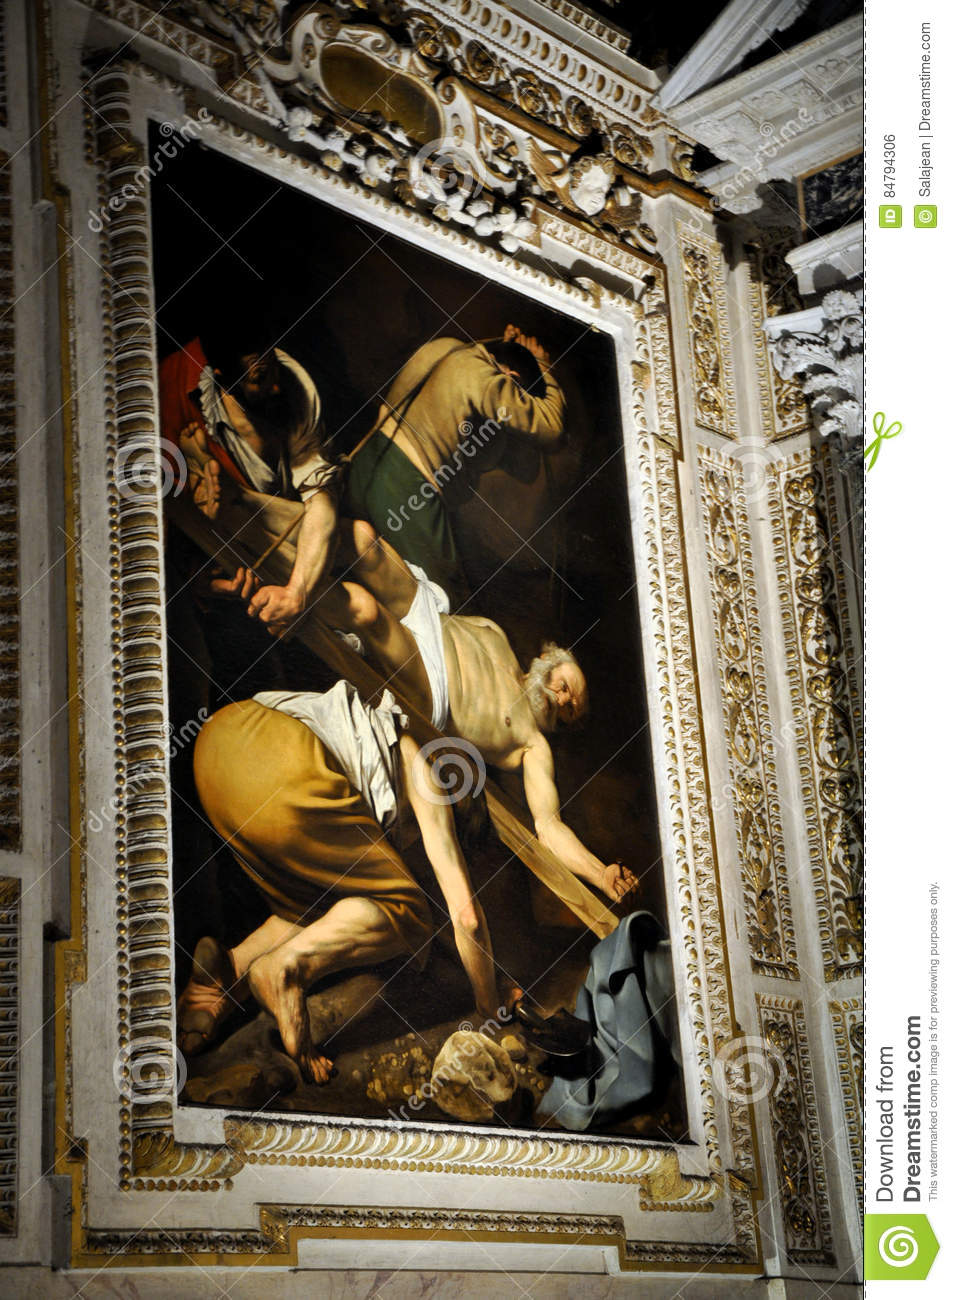 dreamstime
dreamstime
dreamstime
dreamstime
dreamstime
dreamstime
ID 84794306
© Salajean | Dreamstime.com
Download from
Dreamstime.com
This watermarked comp image is for previewing purposes only.